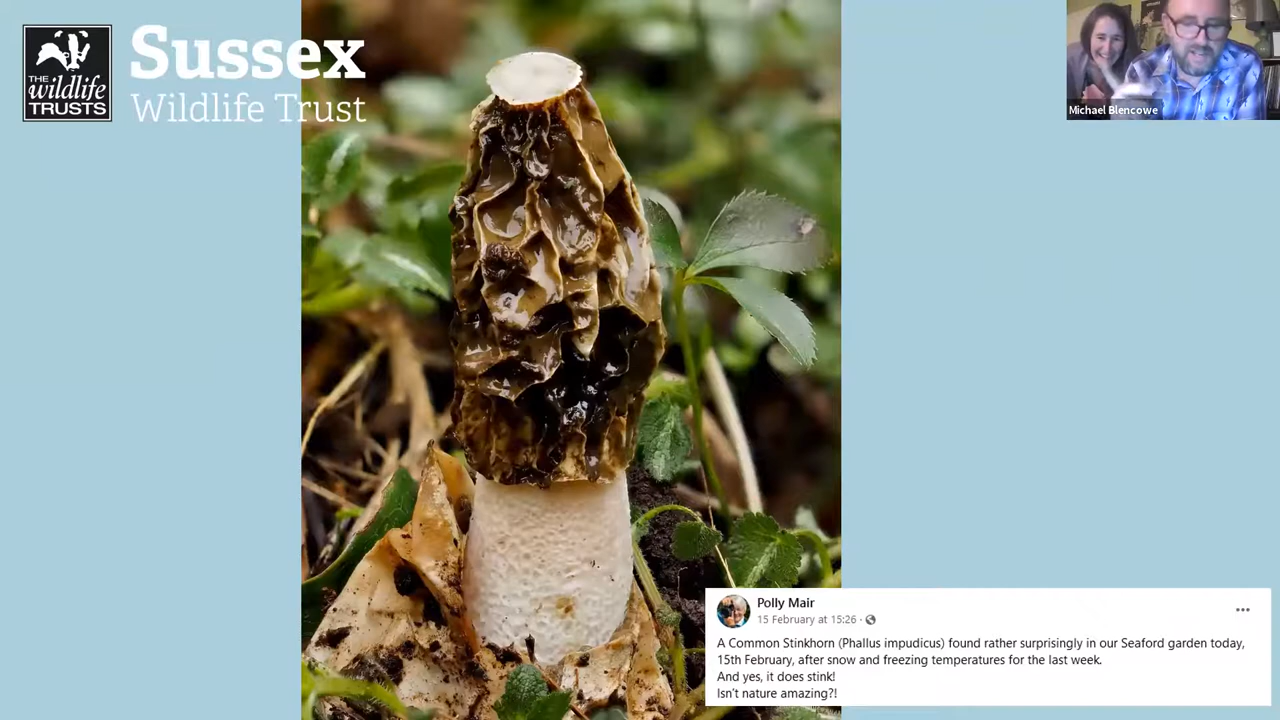 THE
wildlife
TRUSTS
Sussex
Wildlife Trust
Michael Blencowe
Polly Mair
15 February at 15:26 ·
A Common Stinkhorn (Phallus impudicus) found rather surprisingly in our Seaford garden today,
15th February, after snow and freezing temperatures for the last week.
And yes, it does stink!
Isn't nature amazing?!